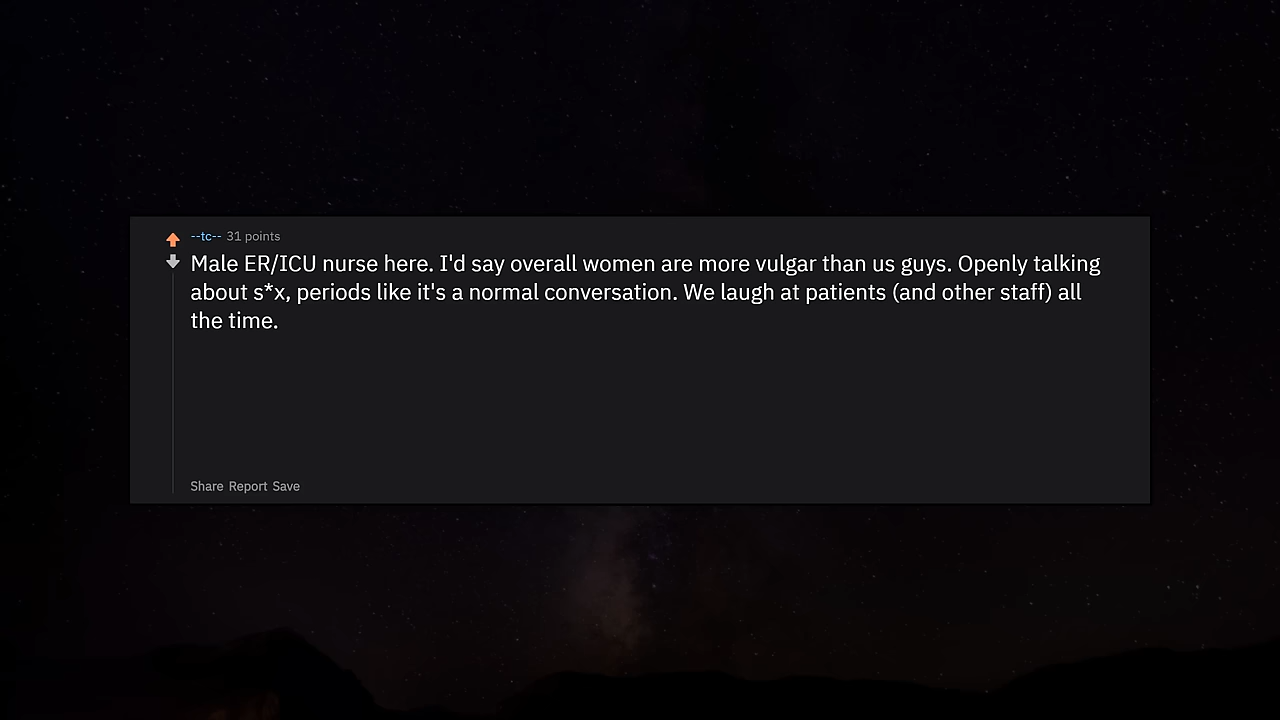 --tc-- 31 points
Male ER/ICU nurse here. I'd say overall women are more vulgar than us guys. Openly talking
about s*x, periods like it's a normal conversation. We laugh at patients (and other staff) all
the time.
Share Report Save